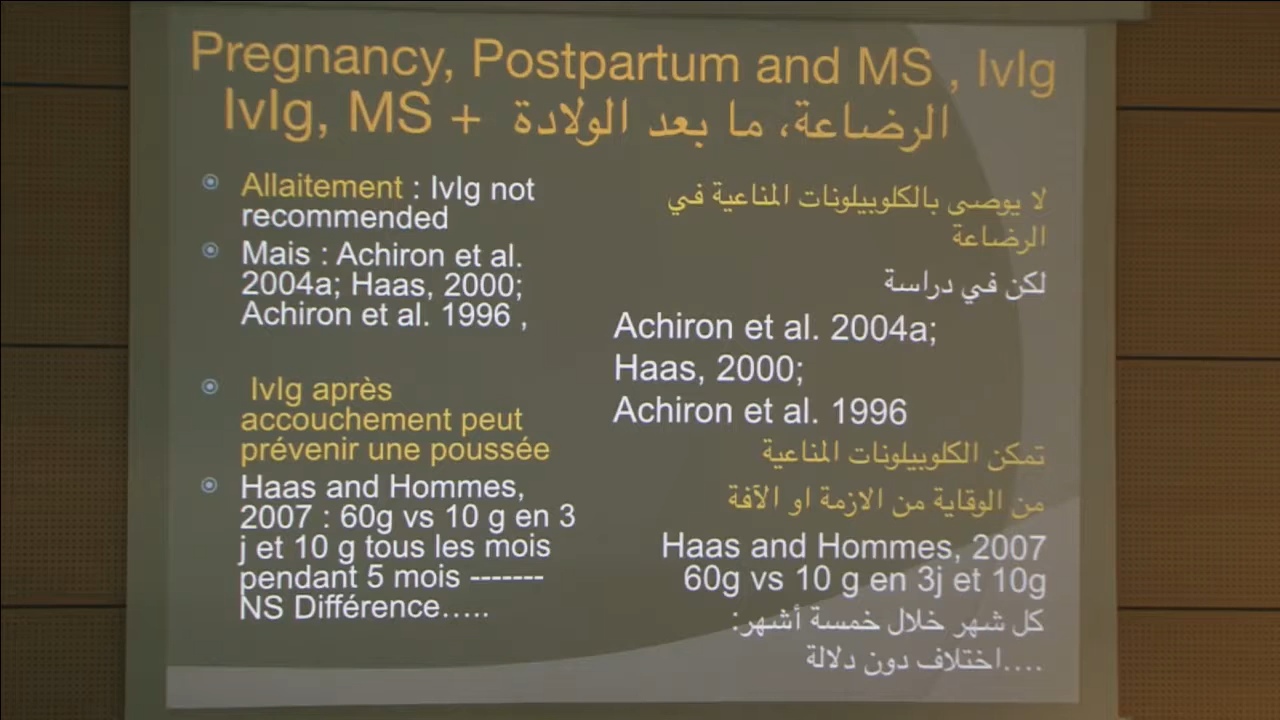 Pregnancy, Postpartum and MS , IvIg
IvIg, MS + الرضاعة، ما بعد الولادة
Allaitement : IvIg not
recommended
Mais : Achiron et al.
2004a; Haas, 2000;
Achiron et al. 1996 ,
IvIg après
accouchement peut
prévenir une poussée
Haas and Hommes,
2007 : 60g vs 10 g en 3
j et 10 g tous les mois
pendant 5 mois -------
NS Différence…..
لا يوصى بالكلوبيلونات المناعية في
الرضاعة
لكن في دراسة
Achiron et al. 2004a;
Haas, 2000;
Achiron et al. 1996
تمكن الكلوبيلونات المناعية
من الوقاية من الازمة او الآفة
Haas and Hommes, 2007
60g vs 10 g en 3j et 10g
كل شهر خلال خمسة أشهر:
....اختلاف دون دلالة